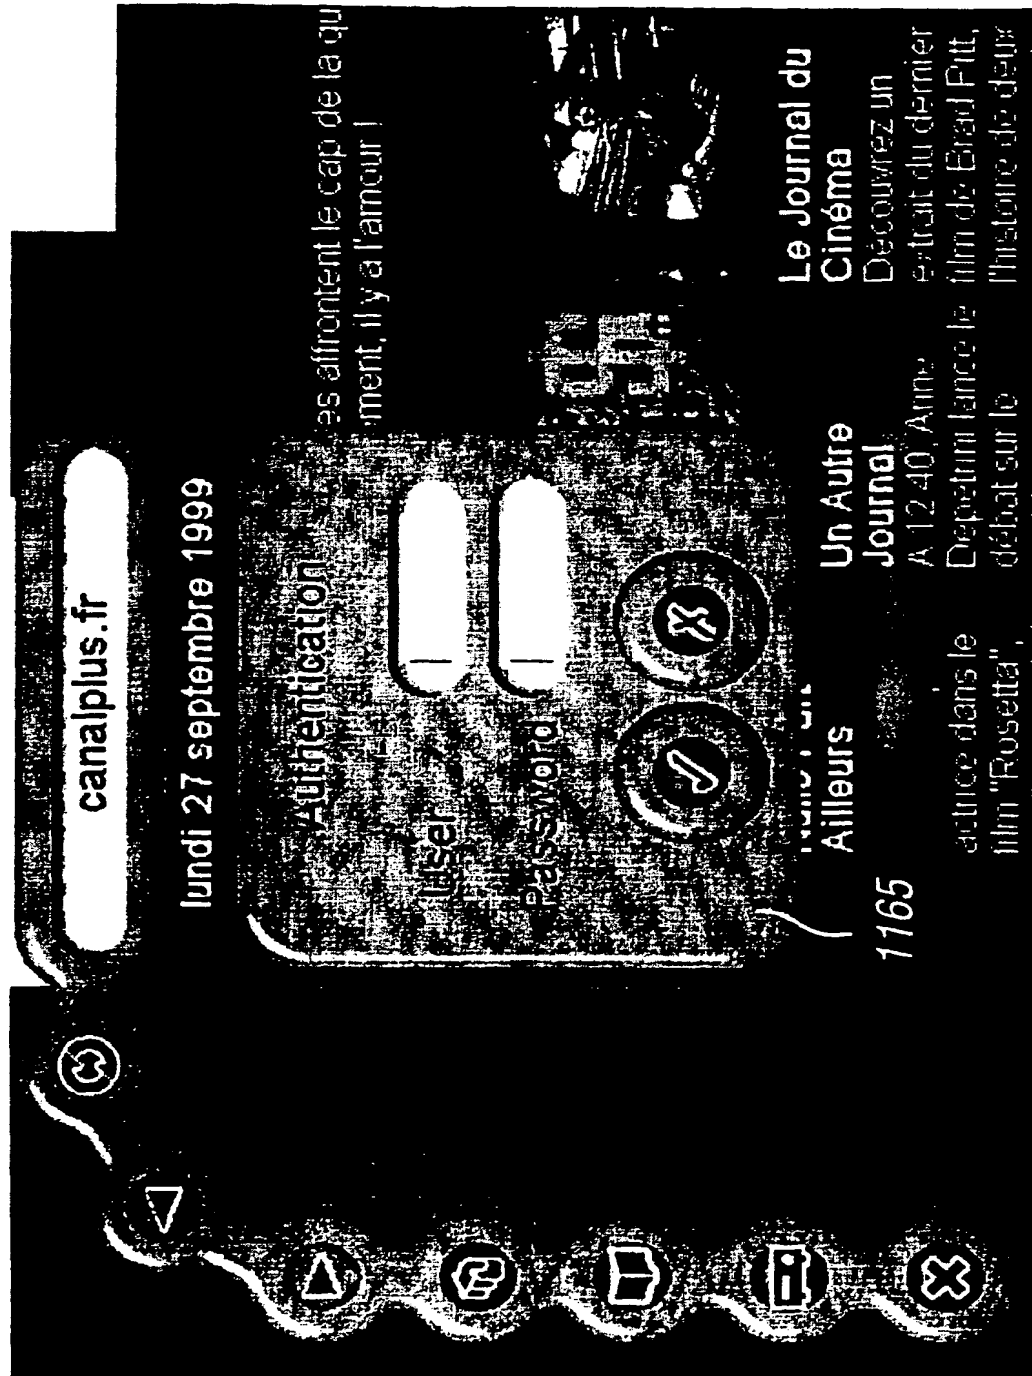 canalplus.fr
lundi 27 septembre 1999
es affrontent le cap de la qu
ment, il y a l'amour !
Authentication
User
Password
Ailleurs
actrice dans le
film "Rosetta",
Un Autre
Journal
A 12.40, Anne
Depetrini lance le
débat sur le
Le Journal du
Cinéma
Découvrez un
extrait du dernier
film de Brad Pitt,
l'histoire de deux
1165